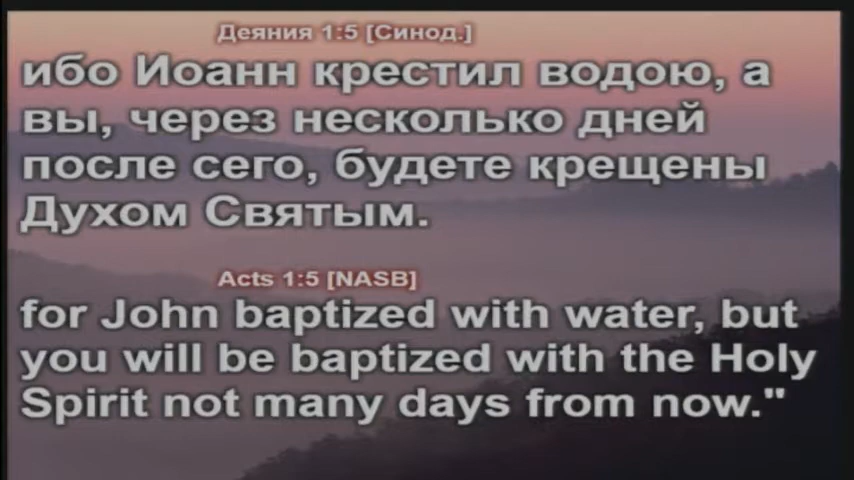 Деяния 1:5 [Синод.]
ибо Иоанн крестил водою, а
вы, через несколько дней
после сего, будете крещены
Духом Святым.
Acts 1:5 [NASB]
for John baptized with water, but
you will be baptized with the Holy
Spirit not many days from now."